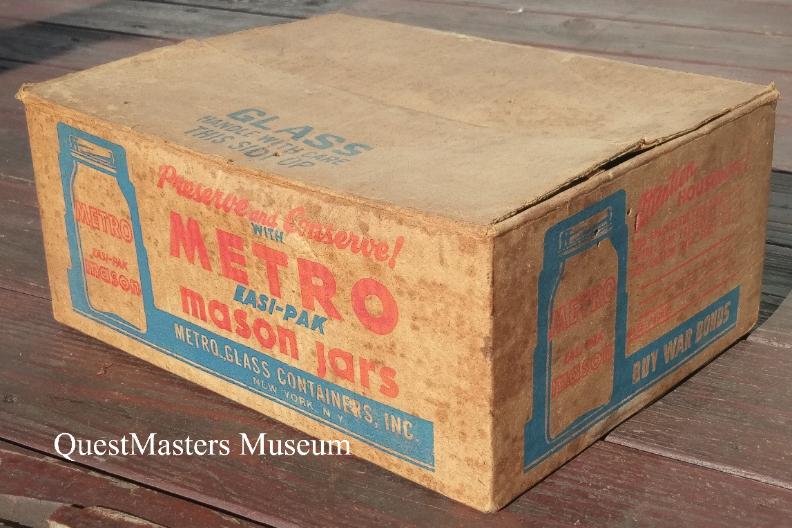 GLASS
HANDLE WITH CARE
THIS SIDE UP
METRO
EASI-PAK
mason
Preserve and Conserve!
WITH
METRO
EASI-PAK
mason jars
METRO GLASS CONTAINERS, INC.
NEW YORK, N.Y.
METRO
EASI-PAK
mason
HOUSEWIFE
BUY WAR BONDS
QuestMasters Museum